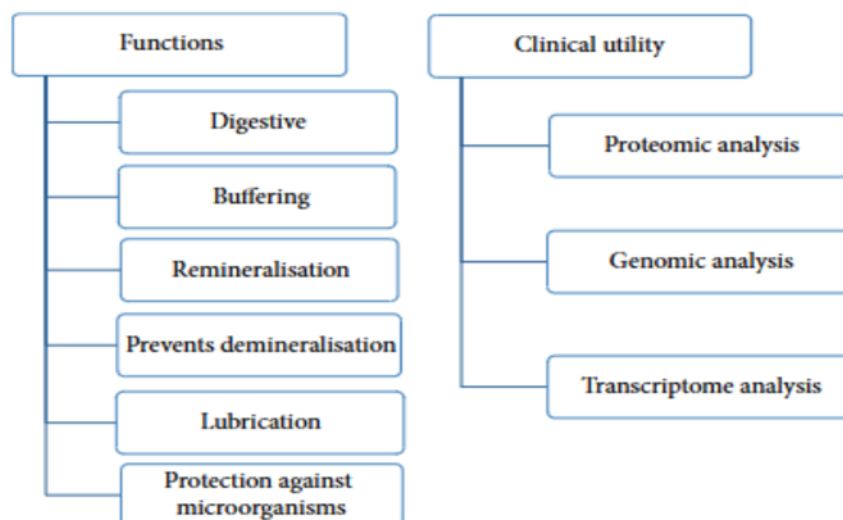 Functions
Digestive
Buffering
Remineralisation
Prevents demineralisation
Lubrication
Protection against
microorganisms
Clinical utility
Proteomic analysis
Genomic analysis
Transcriptome analysis